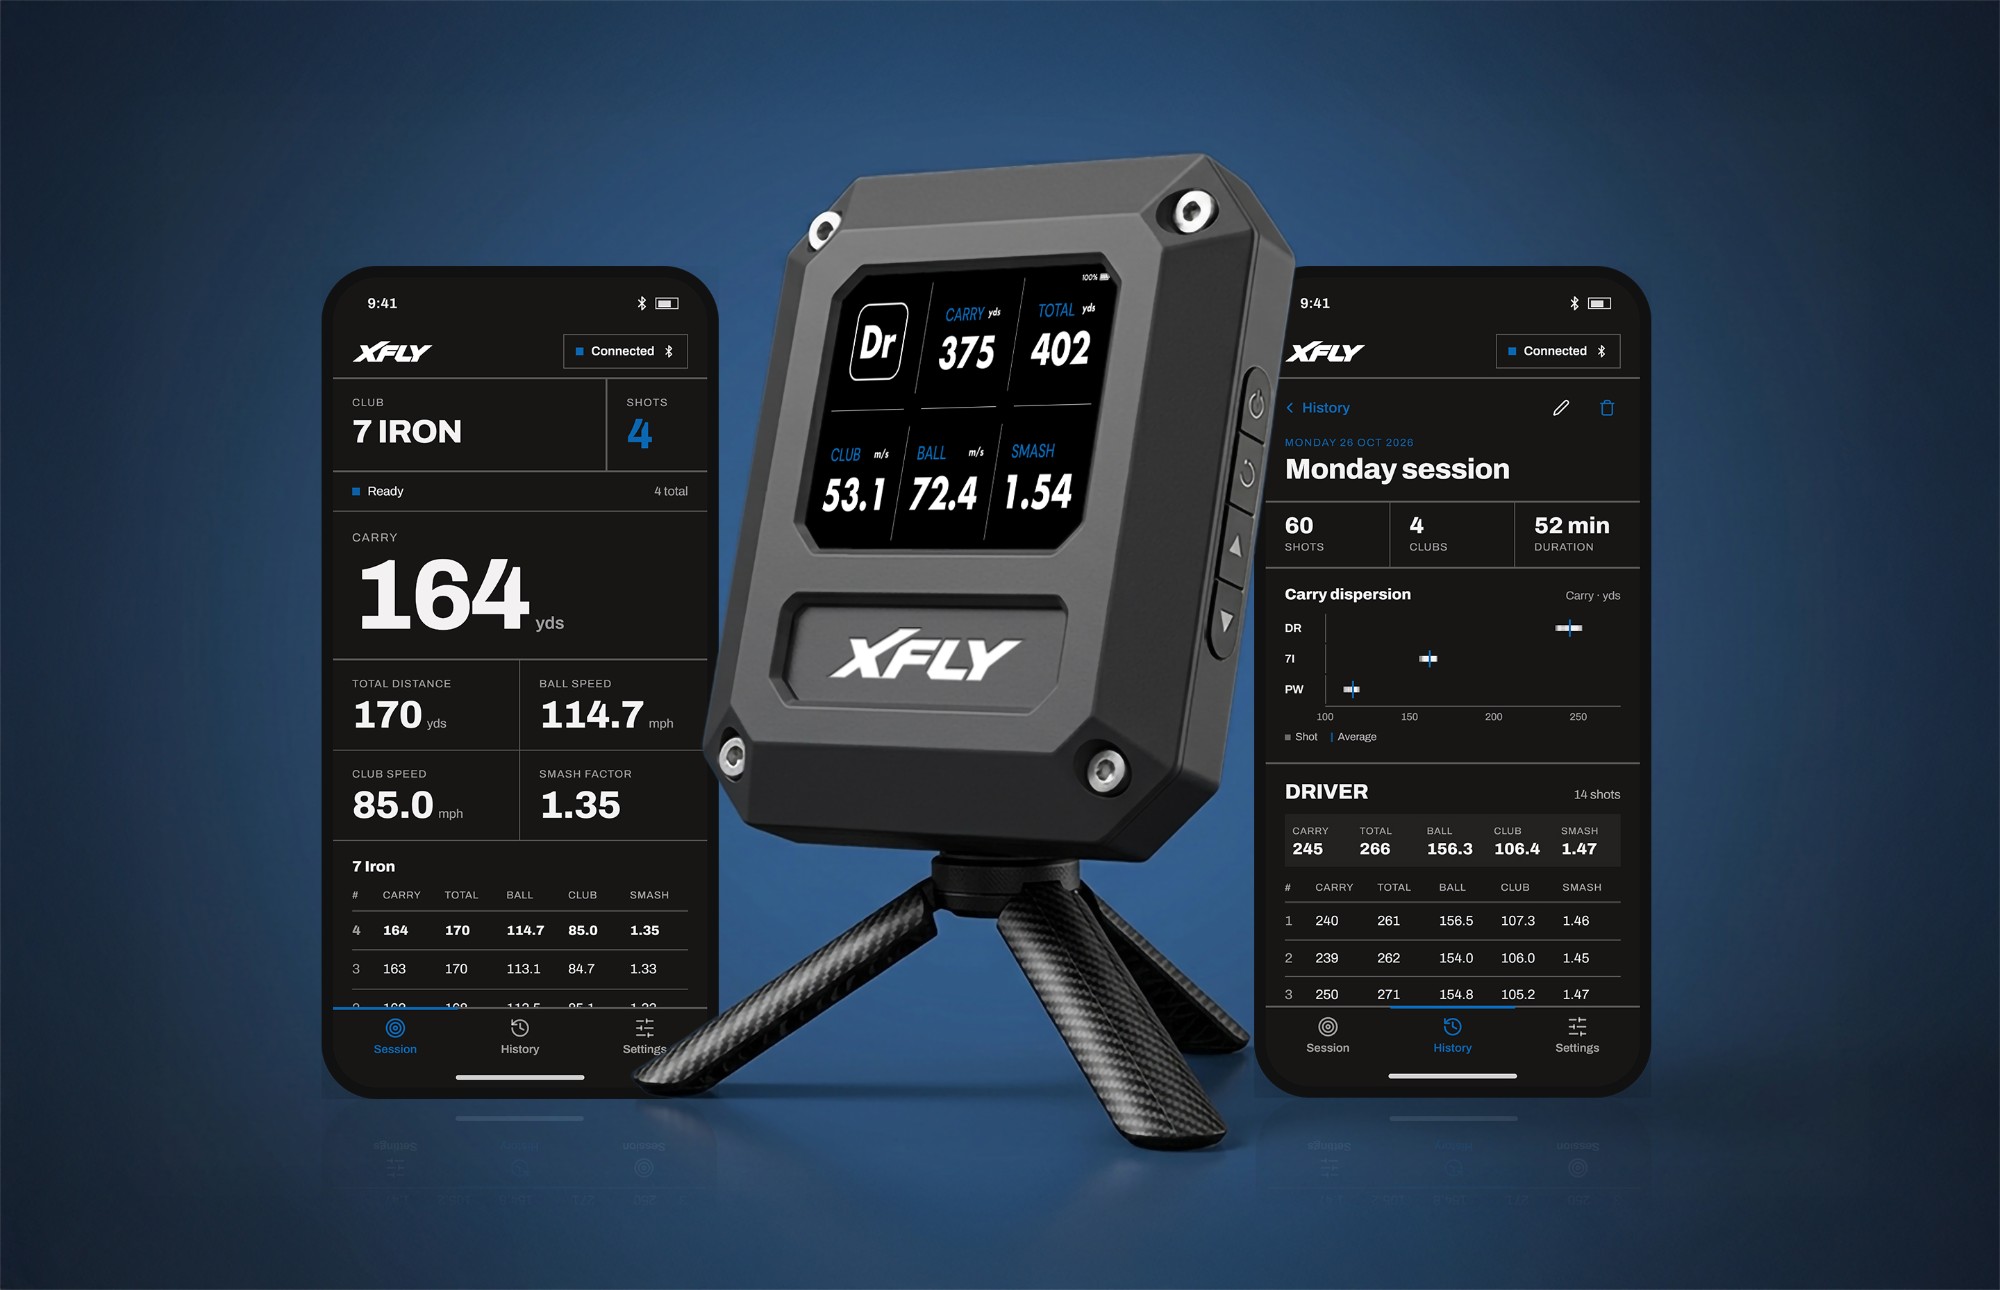 9:41
XFLY
Connected
CLUB
7 IRON
SHOTS
4
Ready
4 total
CARRY
164 yds
TOTAL DISTANCE
170 yds
BALL SPEED
114.7 mph
CLUB SPEED
85.0 mph
SMASH FACTOR
1.35
7 Iron
# CARRY TOTAL BALL CLUB SMASH
4 164 170 114.7 85.0 1.35
3 163 170 113.1 84.7 1.33
Session
History
Settings
100%
Dr
CARRY yds
375
TOTAL yds
402
CLUB m/s
53.1
BALL m/s
72.4
SMASH
1.54
XFLY
9:41
XFLY
Connected
History
MONDAY 26 OCT 2026
Monday session
60
SHOTS
4
CLUBS
52 min
DURATION
Carry dispersion
Carry · yds
DR
7I
PW
100 150 200 250
Shot
Average
DRIVER
14 shots
CARRY TOTAL BALL CLUB SMASH
245 266 156.3 106.4 1.47
# CARRY TOTAL BALL CLUB SMASH
1 240 261 156.5 107.3 1.46
2 239 262 154.0 106.0 1.45
3 250 271 154.8 105.2 1.47
Session
History
Settings